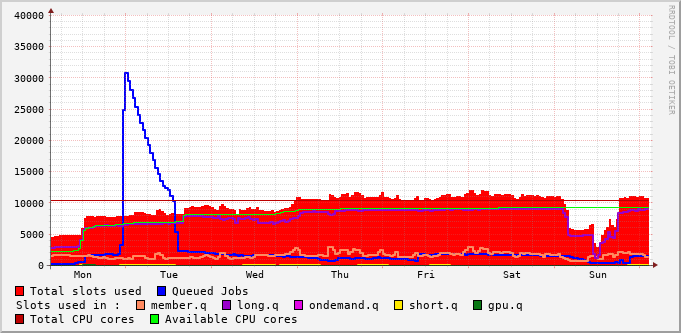 RRDTOOL / TOBI OETIKER
40000
35000
30000
25000
20000
15000
10000
5000
0
Mon Tue Wed Thu Fri Sat Sun
Total slots used Queued Jobs
Slots used in : member.q long.q ondemand.q short.q gpu.q
Total CPU cores Available CPU cores